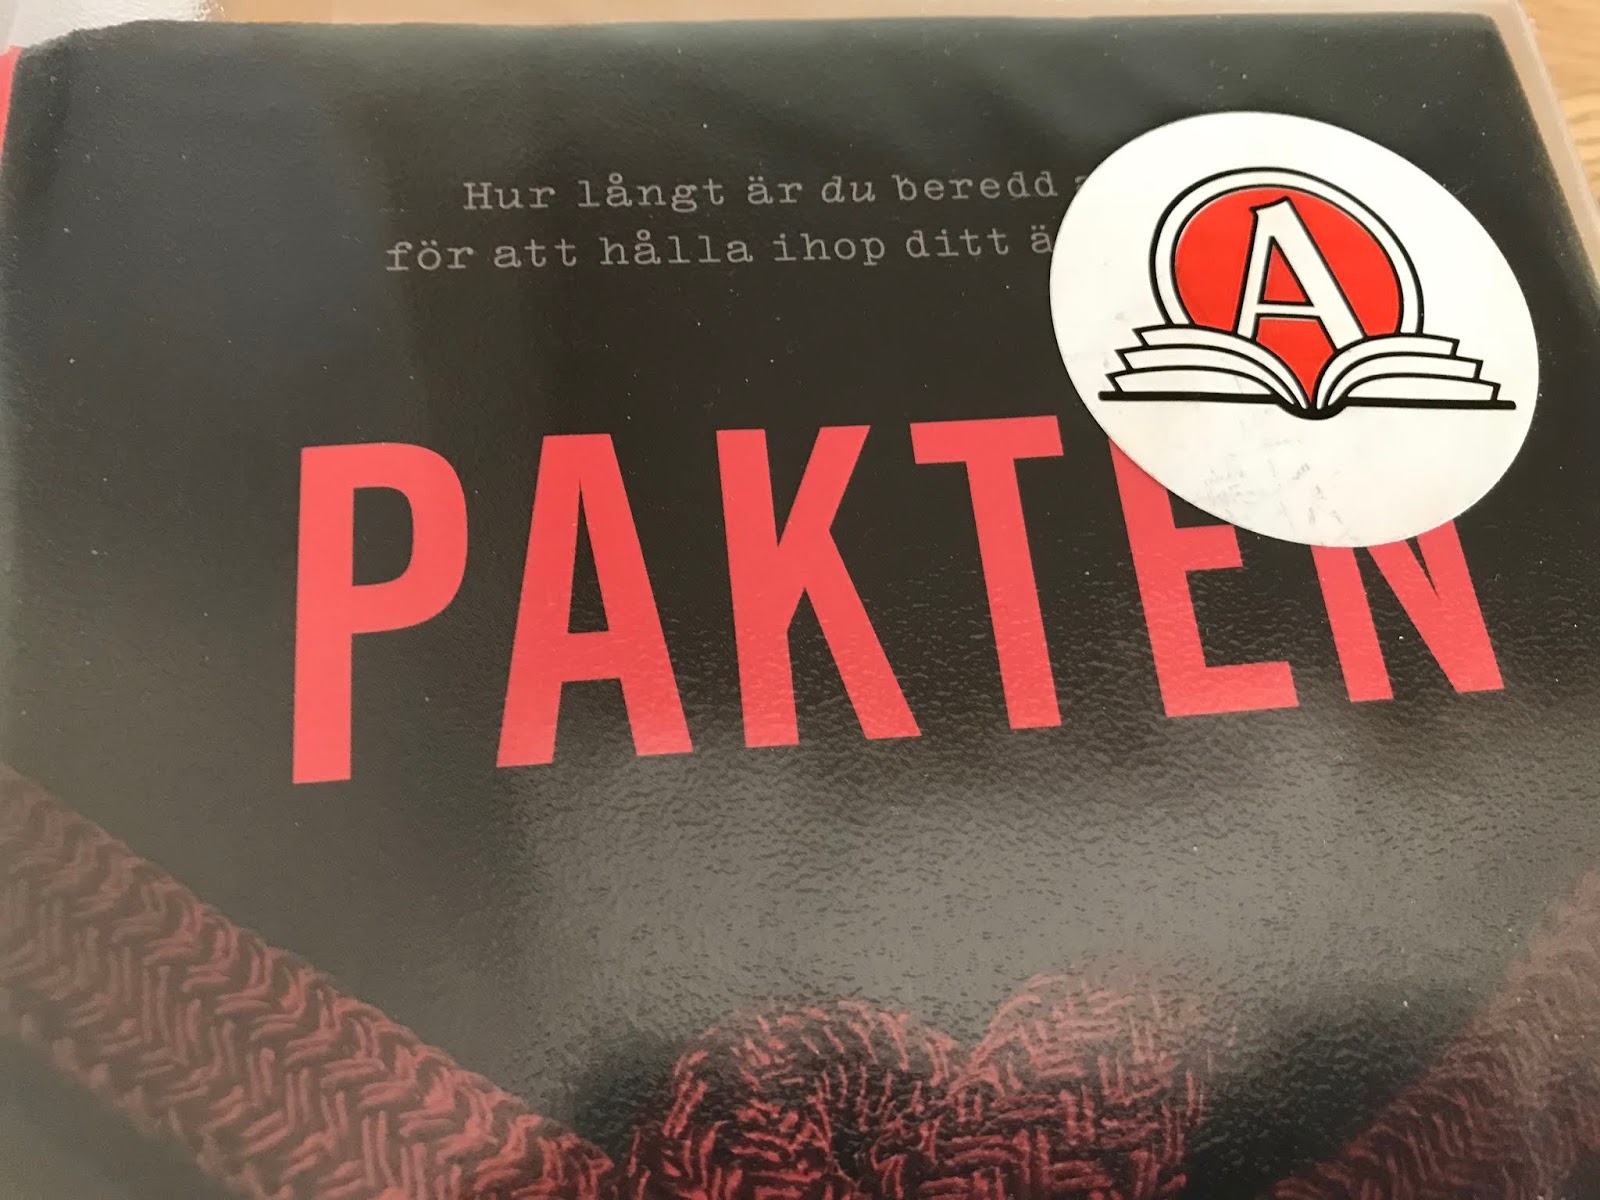 Hur långt är du beredd
för att hålla ihop ditt
A
PAKTEN